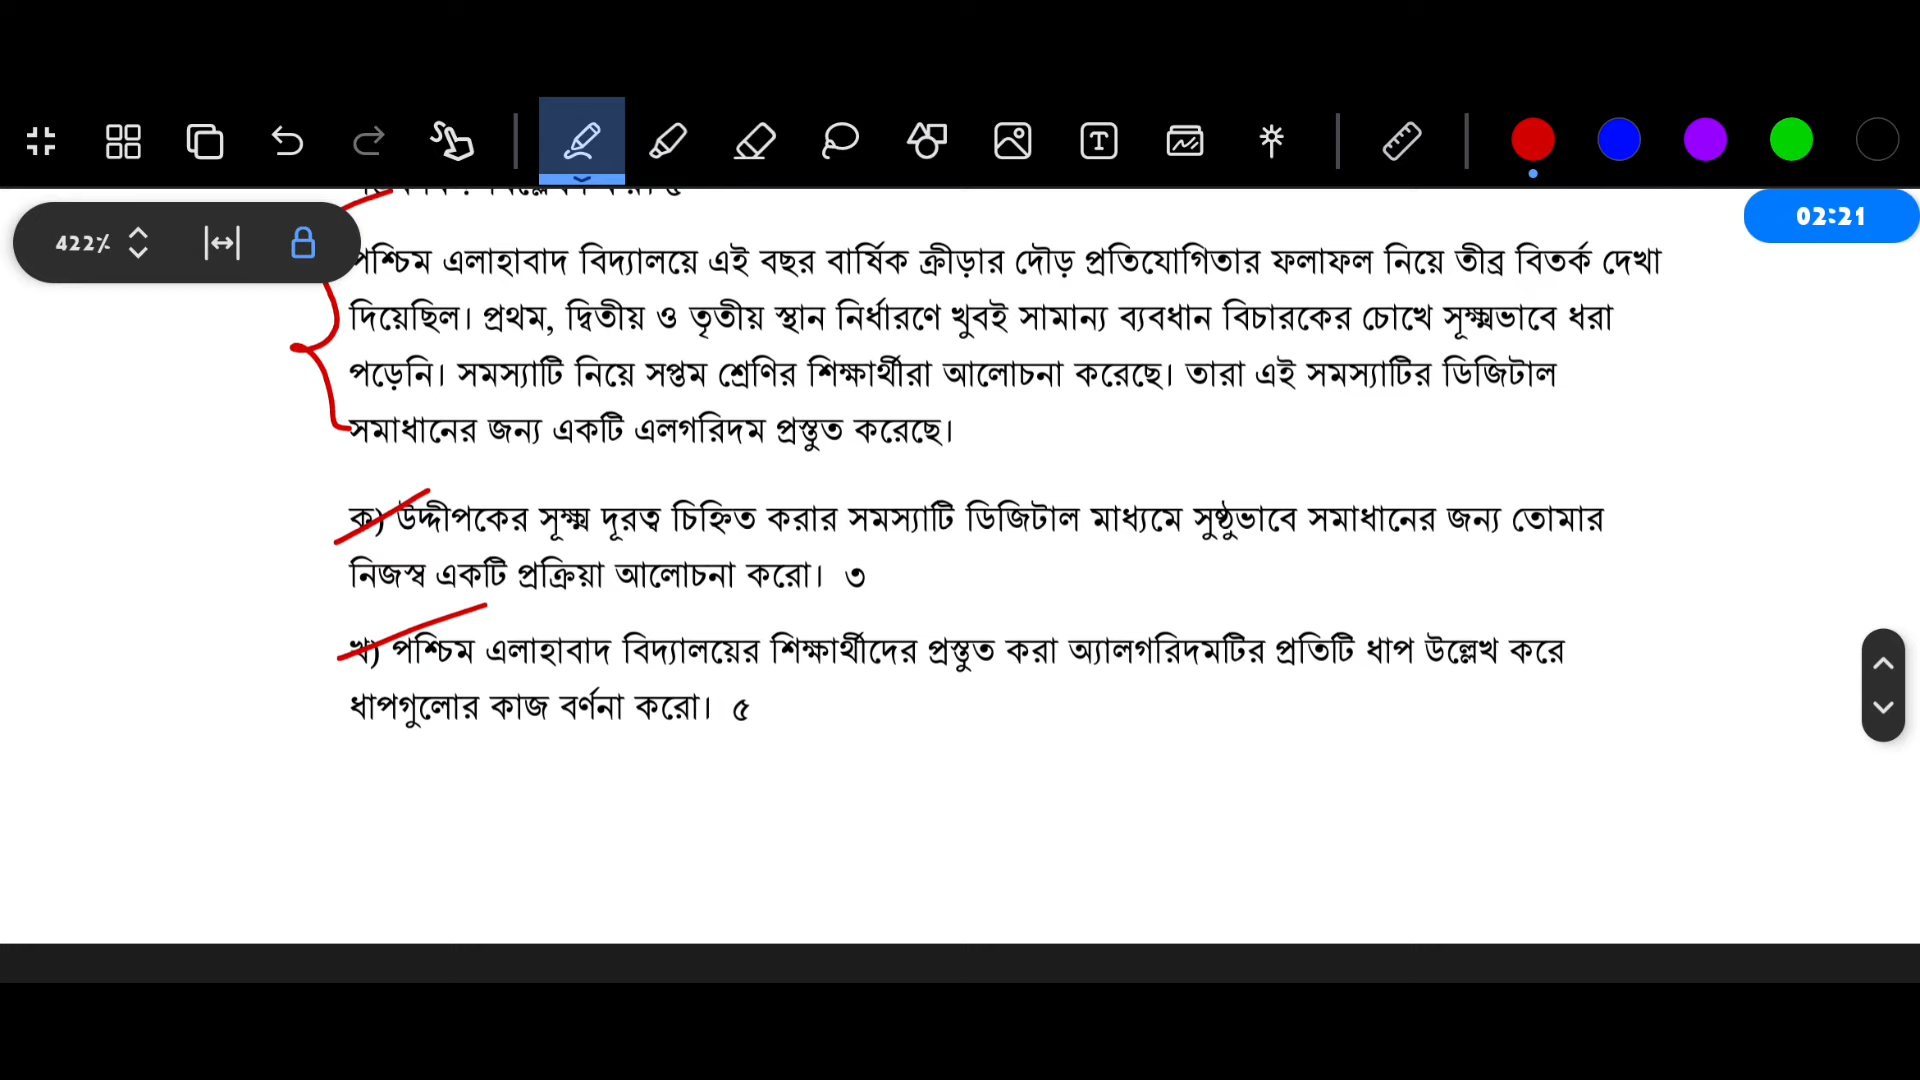 422%
02:21
পশ্চিম এলাহাবাদ বিদ্যালয়ে এই বছর বার্ষিক ক্রীড়ার দৌড় প্রতিযোগিতার ফলাফল নিয়ে তীব্র বিতর্ক দেখা
দিয়েছিল। প্রথম, দ্বিতীয় ও তৃতীয় স্থান নির্ধারণে খুবই সামান্য ব্যবধান বিচারকের চোখে সূক্ষ্মভাবে ধরা
পড়েনি। সমস্যাটি নিয়ে সপ্তম শ্রেণির শিক্ষার্থীরা আলোচনা করেছে। তারা এই সমস্যাটির ডিজিটাল
সমাধানের জন্য একটি এলগরিদম প্রস্তুত করেছে।
ক) উদ্দীপকের সূক্ষ্ম দূরত্ব চিহ্নিত করার সমস্যাটি ডিজিটাল মাধ্যমে সুষ্ঠুভাবে সমাধানের জন্য তোমার
নিজস্ব একটি প্রক্রিয়া আলোচনা করো। ৩
খ) পশ্চিম এলাহাবাদ বিদ্যালয়ের শিক্ষার্থীদের প্রস্তুত করা অ্যালগরিদমটির প্রতিটি ধাপ উল্লেখ করে
ধাপগুলোর কাজ বর্ণনা করো। ৫